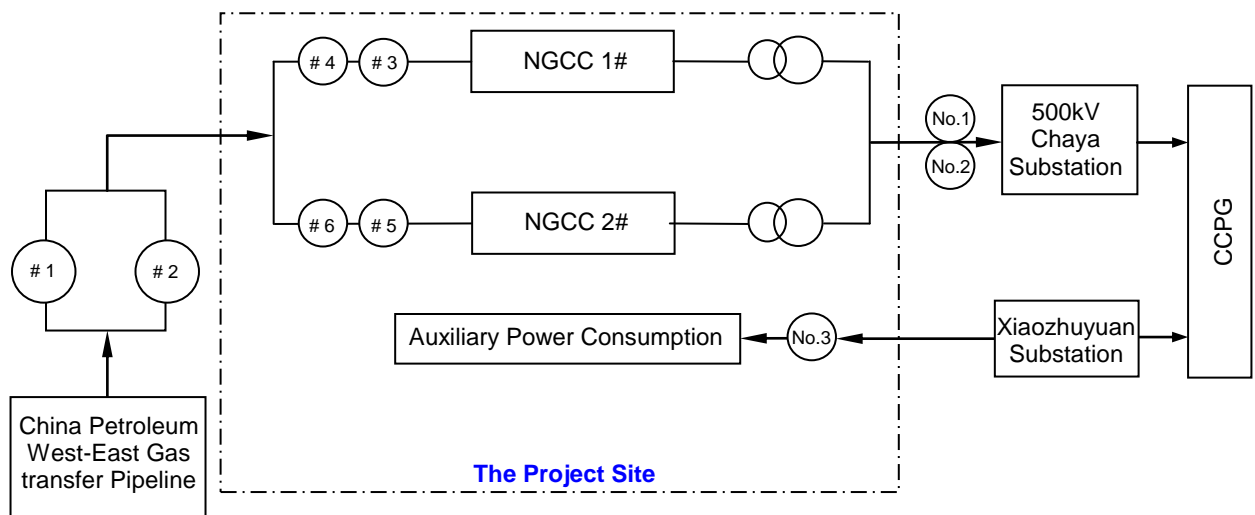 # 4
# 3
NGCC 1#
No.1
No.2
500kV
Chaya
Substation
CCPG
# 6
# 5
NGCC 2#
# 1
# 2
Auxiliary Power Consumption
No.3
Xiaozhuyuan
Substation
China Petroleum
West-East Gas
transfer Pipeline
The Project Site